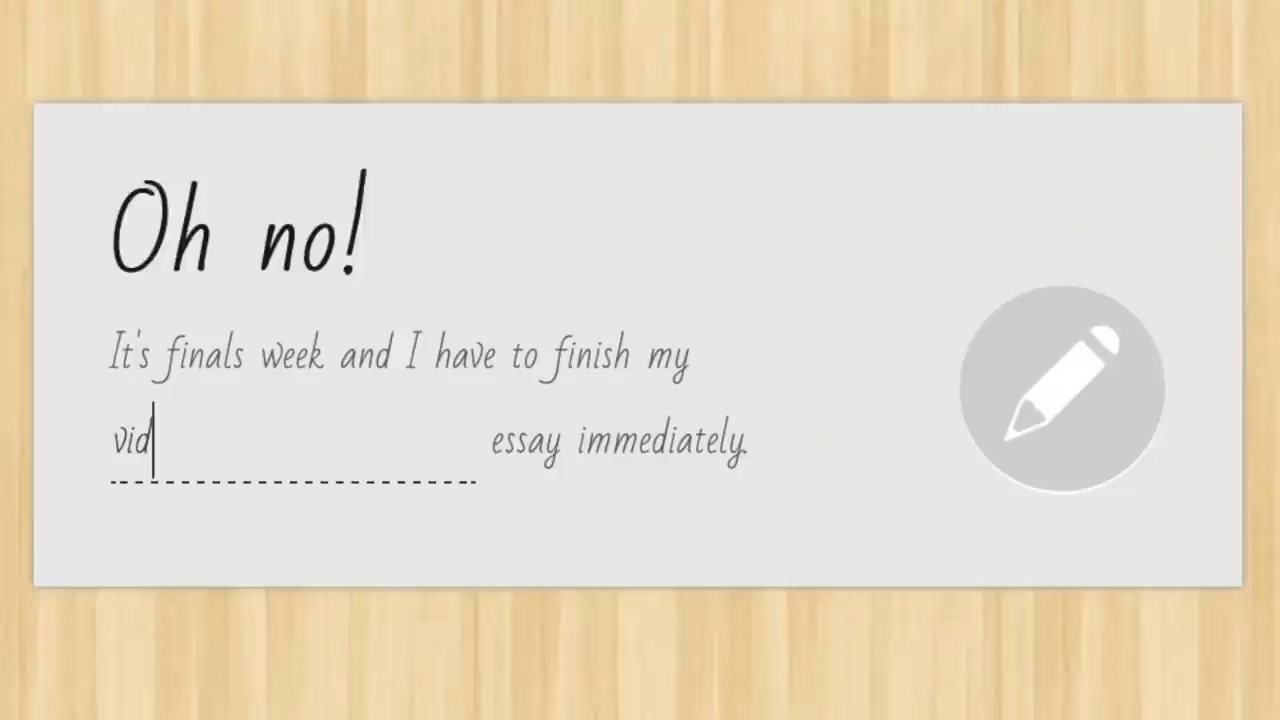 Oh no!
It's finals week and I have to finish my
vid essay immediately.